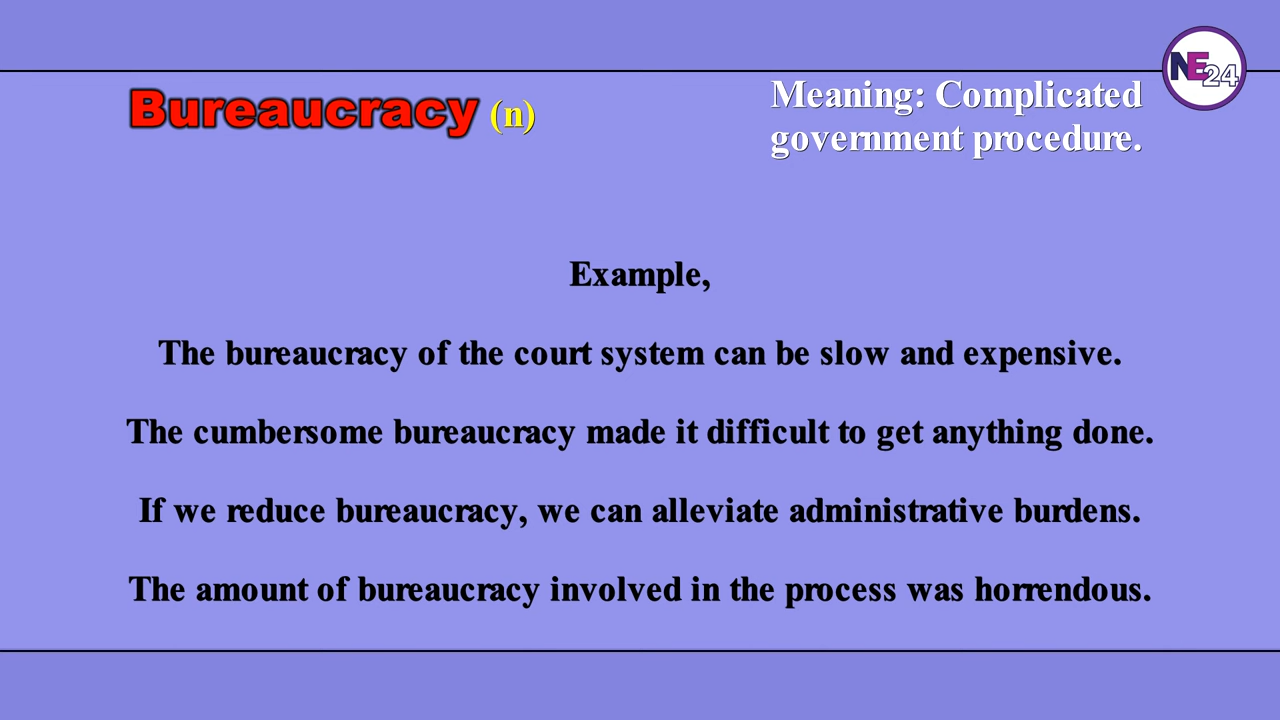 NE24
Bureaucracy (n)
Meaning: Complicated
government procedure.
Example,
The bureaucracy of the court system can be slow and expensive.
The cumbersome bureaucracy made it difficult to get anything done.
If we reduce bureaucracy, we can alleviate administrative burdens.
The amount of bureaucracy involved in the process was horrendous.